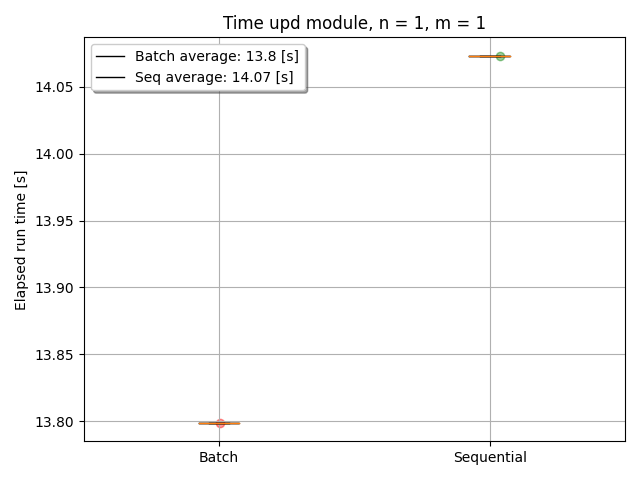 Time upd module, n = 1, m = 1
Batch average: 13.8 [s]
Seq average: 14.07 [s]
Elapsed run time [s]
14.05
14.00
13.95
13.90
13.85
13.80
Batch
Sequential